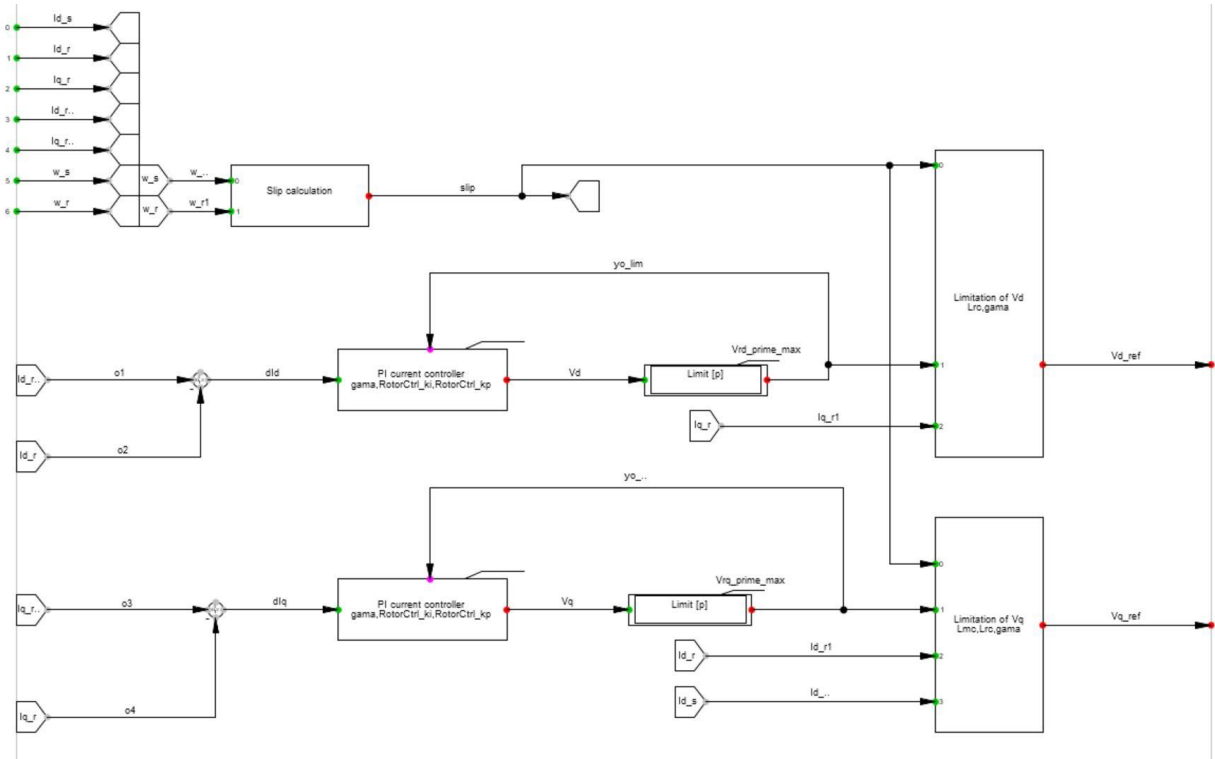 Id_s
0
Id_r
1
Iq_r
2
Id_r..
3
Iq_r..
4
w_s
5
w_s
w_..
0
Slip calculation
slip
0
w_r
6
w_r
w_r1
1
yo_lim
Limitation of Vd
Lrc,gama
Vrd_prime_max
Id_r..
o1
-
dId
PI current controller
gama,RotorCtrl_ki,RotorCtrl_kp
Vd
Limit [p]
1
Vd_ref
Iq_r
Iq_r1
2
Id_r
o2
yo_..
0
Vrq_prime_max
Iq_r..
o3
-
dIq
PI current controller
gama,RotorCtrl_ki,RotorCtrl_kp
Vq
Limit [p]
1
Limitation of Vq
Lmc,Lrc,gama
Vq_ref
Id_r
Id_r1
2
Id_s
Id_..
3
Iq_r
o4